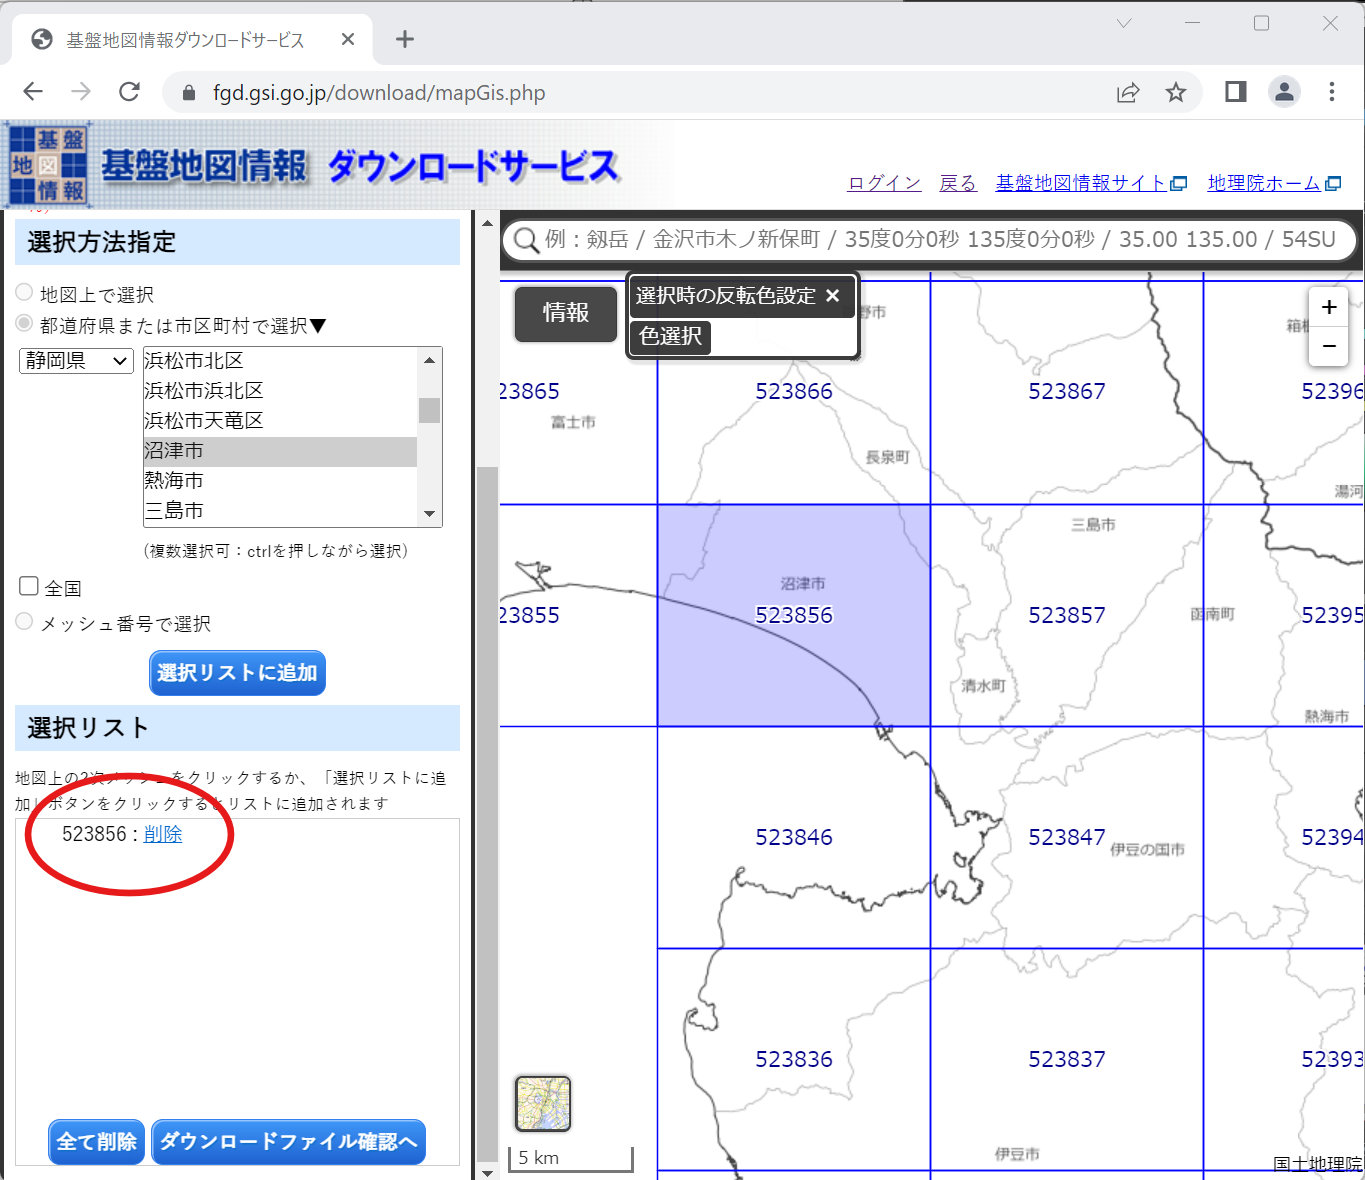 基盤地図情報ダウンロードサービス
fgd.gsi.go.jp/download/mapGis.php
基盤
地図
情報
基盤地図情報 ダウンロードサービス
ログイン 戻る 基盤地図情報サイト 地理院ホーム
選択方法指定
地図上で選択
都道府県または市区町村で選択▼
静岡県
浜松市北区
浜松市浜北区
浜松市天竜区
沼津市
熱海市
三島市
(複数選択可：ctrlを押しながら選択)
全国
メッシュ番号で選択
選択リストに追加
選択リスト
地図上の2次メッシュをクリックするか、「選択リストに追
加」ボタンをクリックするとリストに追加されます
523856 : 削除
全て削除 ダウンロードファイル確認へ
例：剱岳 / 金沢市木ノ新保町 / 35度0分0秒 135度0分0秒 / 35.00 135.00 / 54SU
情報
選択時の反転色設定 ×
色選択
野市
箱根
+
−
523865 523866 523867 52396
富士市
長泉町
湯河
三島市
沼津市
523855 523856 523857 52395
函南町
清水町
熱海市
523846 523847 52394
伊豆の国市
523836 523837 52393
伊豆市
5 km
国土地理院